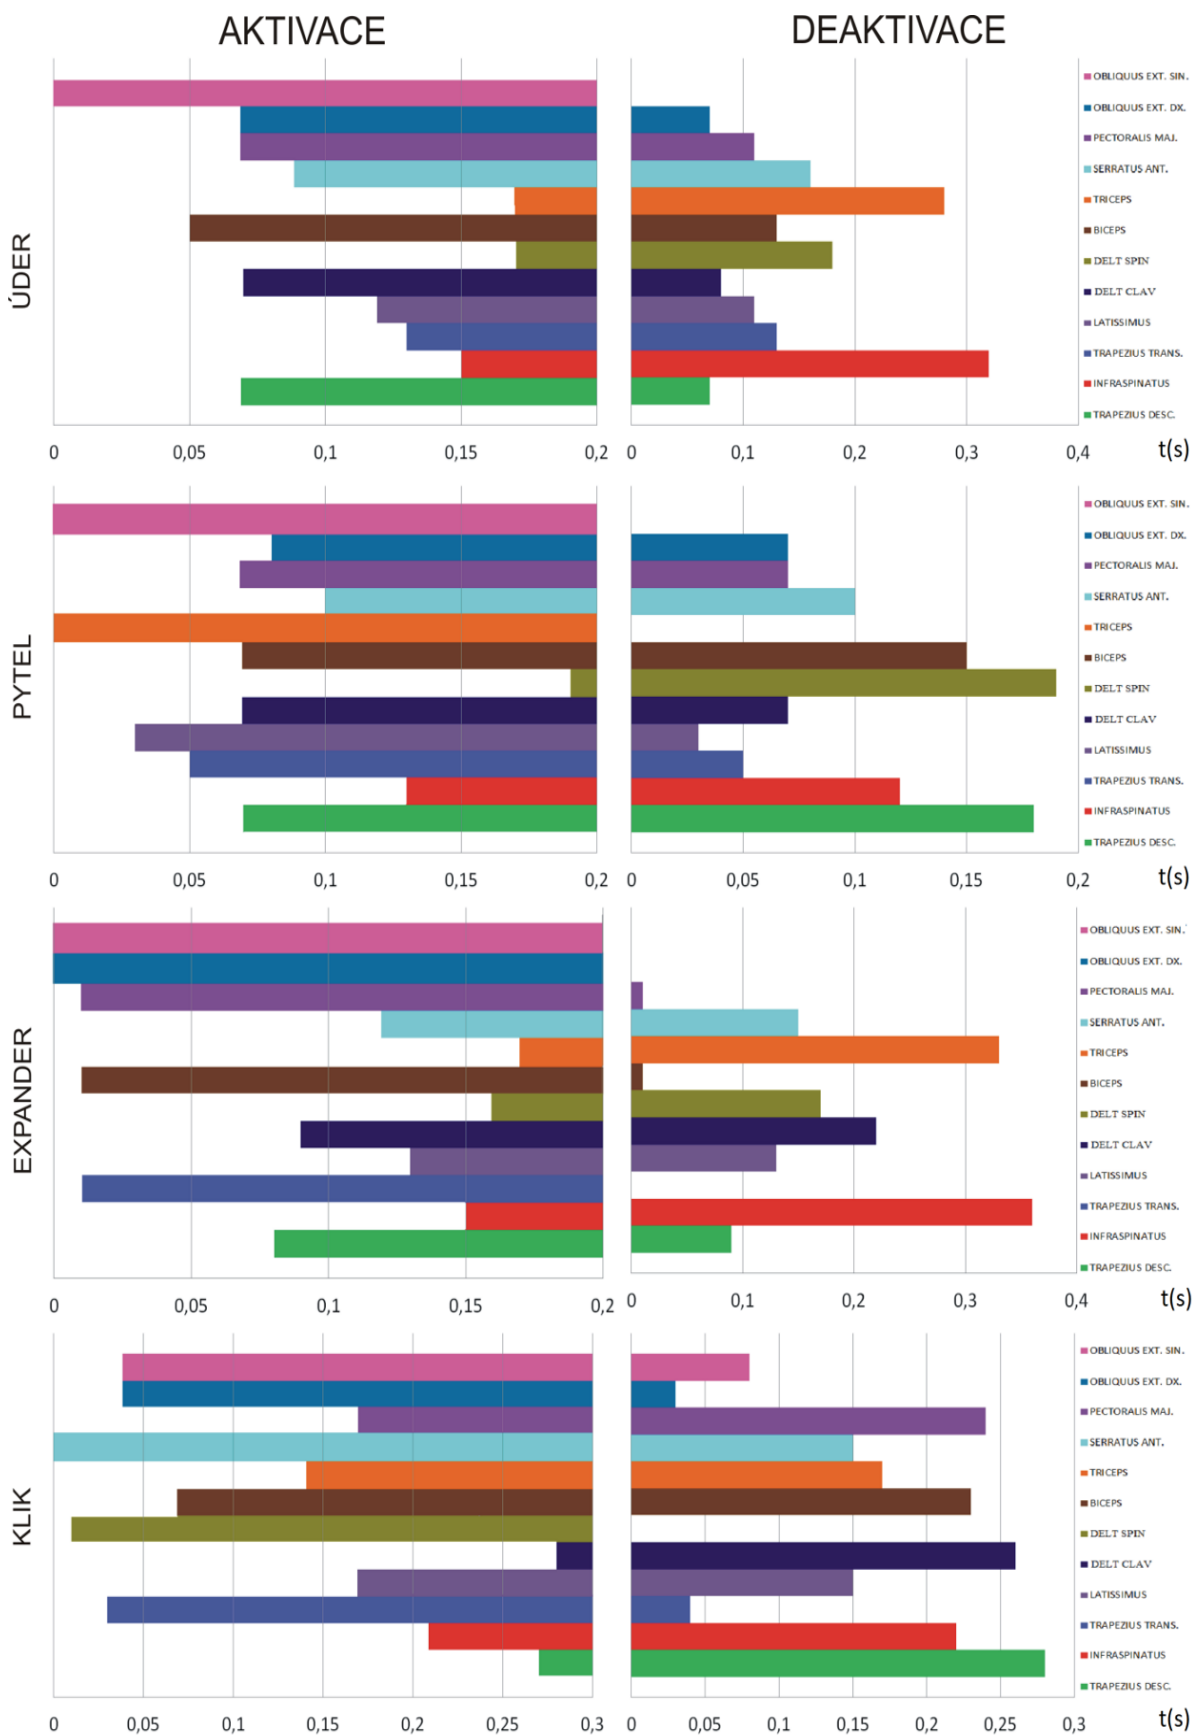 AKTIVACE DEAKTIVACE
ÚDER
OBLIQUUS EXT. SIN.
OBLIQUUS EXT. DX.
PECTORALIS MAJ.
SERRATUS ANT.
TRICEPS
BICEPS
DELT SPIN
DELT CLAV
LATISSIMUS
TRAPEZIUS TRANS.
INFRASPINATUS
TRAPEZIUS DESC.
0 0,05 0,1 0,15 0,2 0 0,1 0,2 0,3 0,4 t(s)
PYTEL
OBLIQUUS EXT. SIN.
OBLIQUUS EXT. DX.
PECTORALIS MAJ.
SERRATUS ANT.
TRICEPS
BICEPS
DELT SPIN
DELT CLAV
LATISSIMUS
TRAPEZIUS TRANS.
INFRASPINATUS
TRAPEZIUS DESC.
0 0,05 0,1 0,15 0,2 0 0,05 0,1 0,15 0,2 t(s)
EXPANDER
OBLIQUUS EXT. SIN.
OBLIQUUS EXT. DX.
PECTORALIS MAJ.
SERRATUS ANT.
TRICEPS
BICEPS
DELT SPIN
DELT CLAV
LATISSIMUS
TRAPEZIUS TRANS.
INFRASPINATUS
TRAPEZIUS DESC.
0 0,05 0,1 0,15 0,2 0 0,1 0,2 0,3 0,4 t(s)
KLIK
OBLIQUUS EXT. SIN.
OBLIQUUS EXT. DX.
PECTORALIS MAJ.
SERRATUS ANT.
TRICEPS
BICEPS
DELT SPIN
DELT CLAV
LATISSIMUS
TRAPEZIUS TRANS.
INFRASPINATUS
TRAPEZIUS DESC.
0 0,05 0,1 0,15 0,2 0,25 0,3 0 0,05 0,1 0,15 0,2 0,25 0,3 t(s)